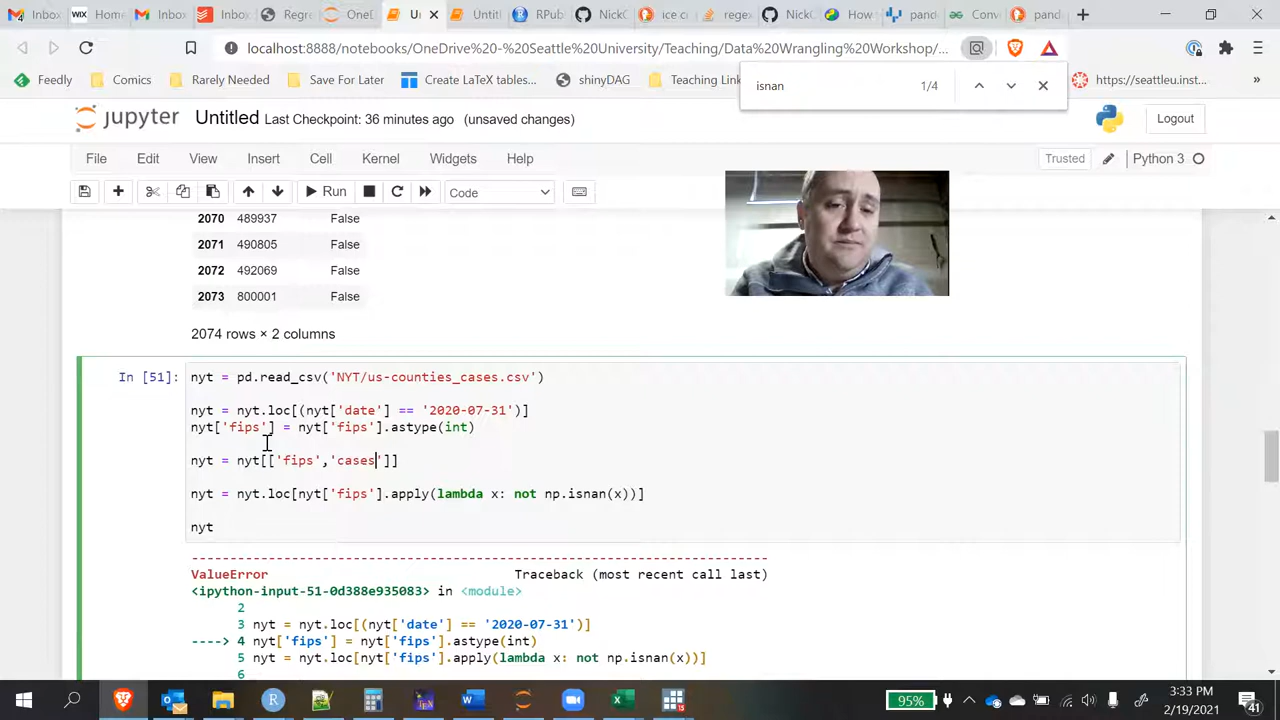 4 Inbo
Inbox
Inbo
Regre
OneD
Un
Untitl
RPub
NickC
ice co
regex
NickC
How
pand
Conv
pand
localhost:8088/notebooks/OneDrive%20-%20Seattle%20University/Teaching/Data%20Wrangling%20Workshop/...
Feedly Comics Rarely Needed Save For Later Create LaTeX tables... shinyDAG Teaching Link https://seattleu.inst...
isnan 1/4
jupyter Untitled Last Checkpoint: 36 minutes ago (unsaved changes) Logout
File Edit View Insert Cell Kernel Widgets Help Trusted Python 3
Run Code
2070 489937 False
2071 490805 False
2072 492069 False
2073 800001 False
2074 rows × 2 columns
In [51]: nyt = pd.read_csv('NYT/us-counties_cases.csv')
nyt = nyt.loc[(nyt['date'] == '2020-07-31')]
nyt['fips'] = nyt['fips'].astype(int)
nyt = nyt[['fips','cases']]
nyt = nyt.loc[nyt['fips'].apply(lambda x: not np.isnan(x))]
nyt
ValueError Traceback (most recent call last)
<ipython-input-51-0d388e935083> in <module>
2
3 nyt = nyt.loc[(nyt['date'] == '2020-07-31')]
----> 4 nyt['fips'] = nyt['fips'].astype(int)
5 nyt = nyt.loc[nyt['fips'].apply(lambda x: not np.isnan(x))]
6
95% 3:33 PM
2/19/2021 41